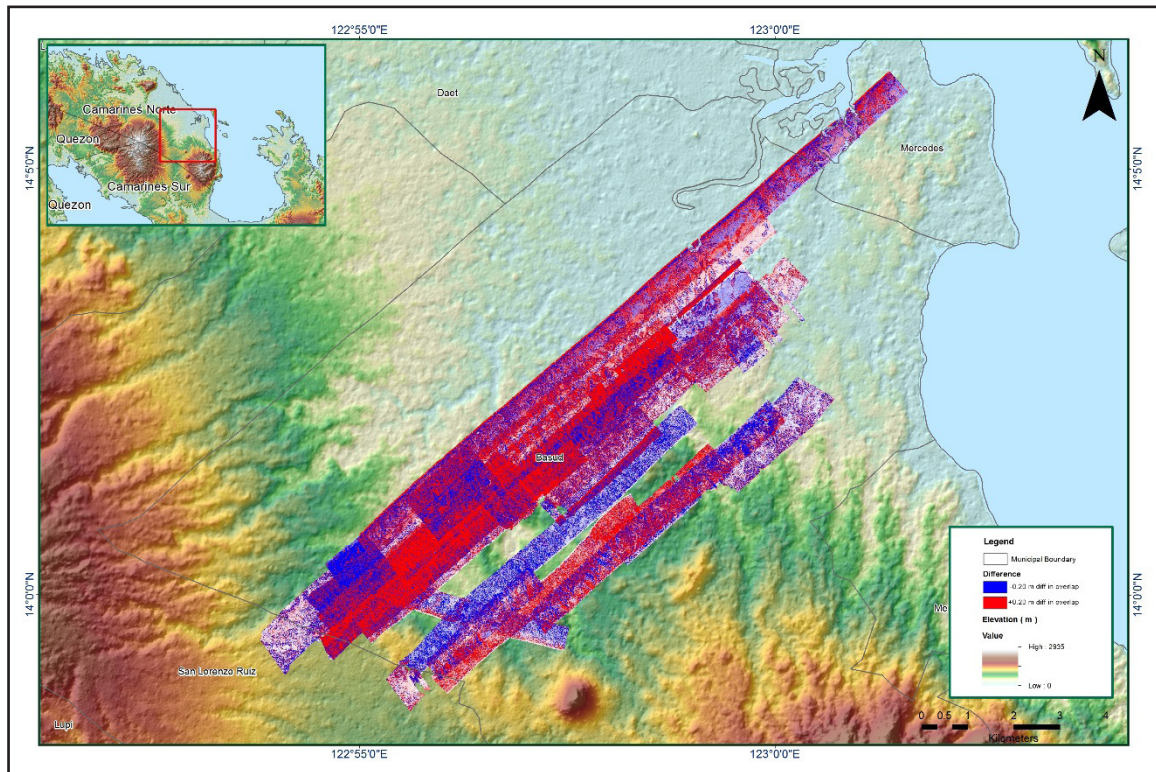 122°55'0"E
123°0'0"E
Camarines Norte
Quezon
Camarines Sur
Quezon
Daet
N
Mercedes
14°5'0"N
14°5'0"N
Basud
14°0'0"N
14°0'0"N
San Lorenzo Ruiz
Lupi
Me
Legend
Municipal Boundary
Difference
-0.20 m diff in overlap
+0.20 m diff in overlap
Elevation ( m )
Value
High : 2935
Low : 0
0 0.5 1 2 3 4
Kilometers
122°55'0"E
123°0'0"E